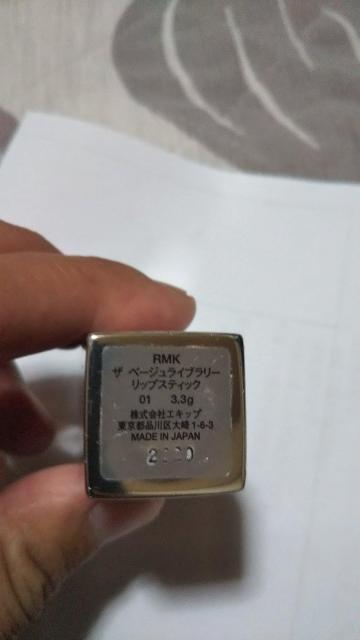 RMK
ザ ベージュライブラリー
リップスティック
01 3.3g
株式会社エキップ
東京都品川区大崎1-6-3
MADE IN JAPAN